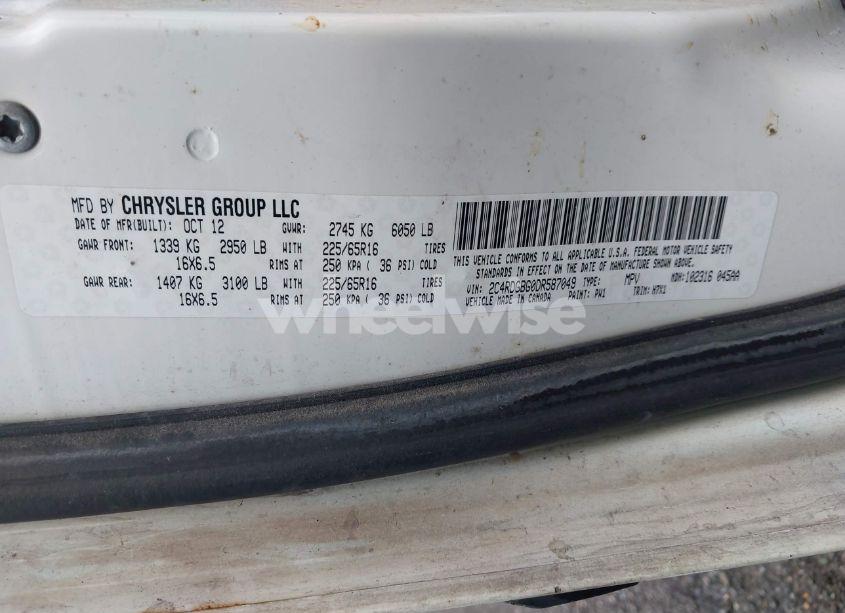 MFD BY CHRYSLER GROUP LLC
DATE OF MFR(BUILT): OCT 12 GVWR: 2745 KG 6050 LB
GAWR FRONT: 1339 KG 2950 LB WITH 225/65R16 TIRES
16X6.5 RIMS AT 250 KPA ( 36 PSI) COLD
GAWR REAR: 1407 KG 3100 LB WITH 225/65R16 TIRES
16X6.5 RIMS AT 250 KPA ( 36 PSI) COLD
THIS VEHICLE CONFORMS TO ALL APPLICABLE U.S.A. FEDERAL MOTOR VEHICLE SAFETY
STANDARDS IN EFFECT ON THE DATE OF MANUFACTURE SHOWN ABOVE.
VIN: 2C4RDGBG0DR587049 TYPE: MPV MDH: 102316 045AA
VEHICLE MADE IN CANADA PAINT: PW1 TRIM: H7X1
wheelwise